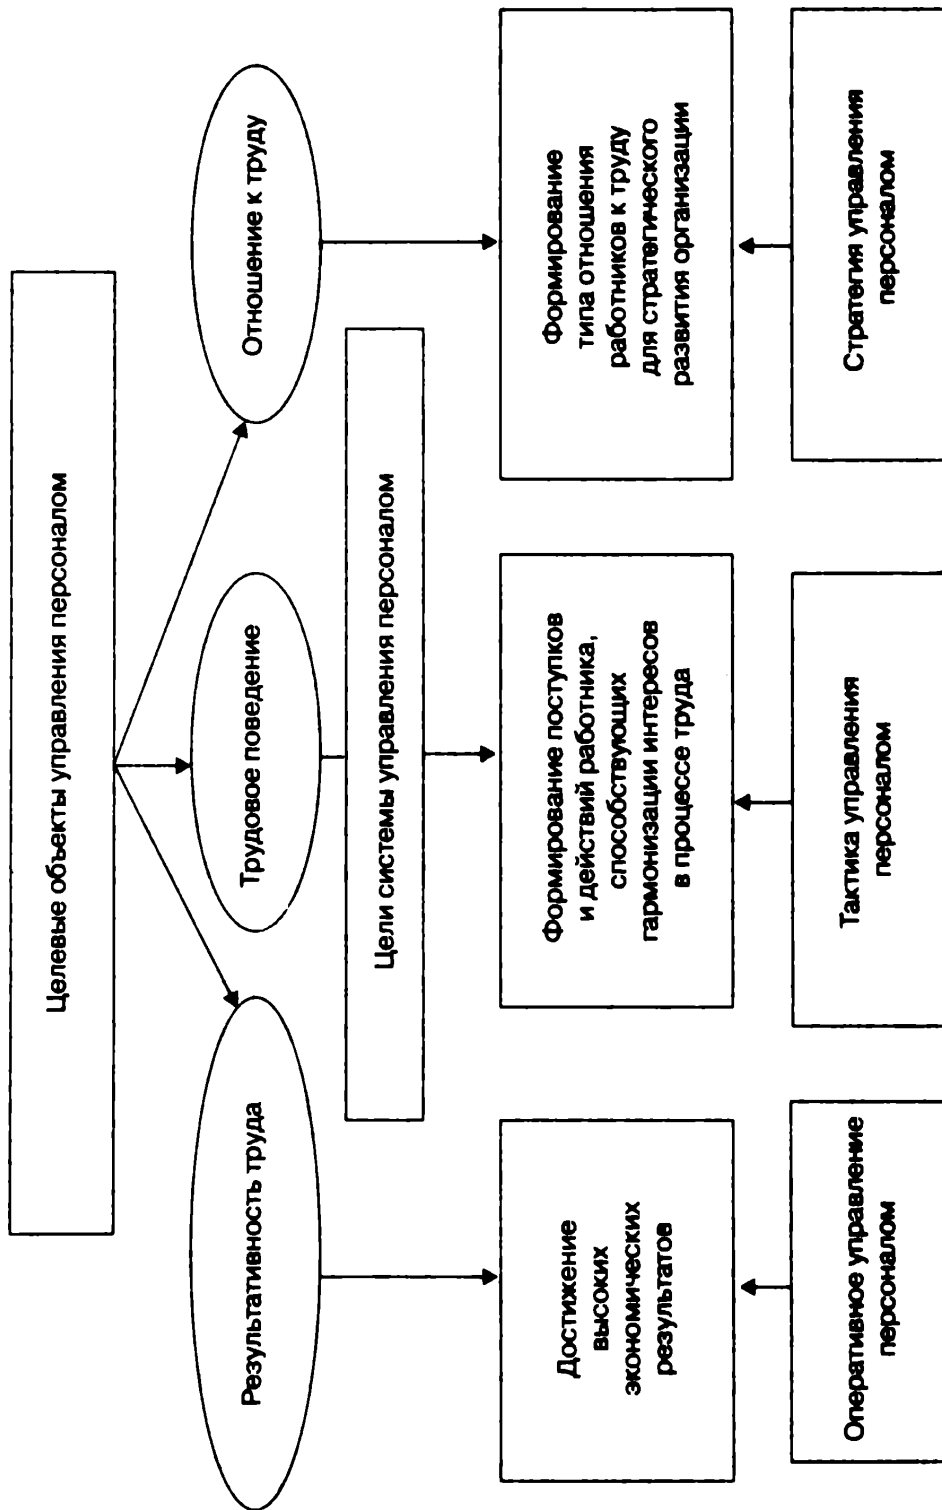 Целевые объекты управления персоналом
Результативность труда
Трудовое поведение
Отношение к труду
Цели системы управления персоналом
Достижение
высоких
экономических
результатов
Формирование поступков
и действий работника,
способствующих
гармонизации интересов
в процессе труда
Формирование
типа отношения
работников к труду
для стратегического
развития организации
Оперативное управление
персоналом
Тактика управления
персоналом
Стратегия управления
персоналом